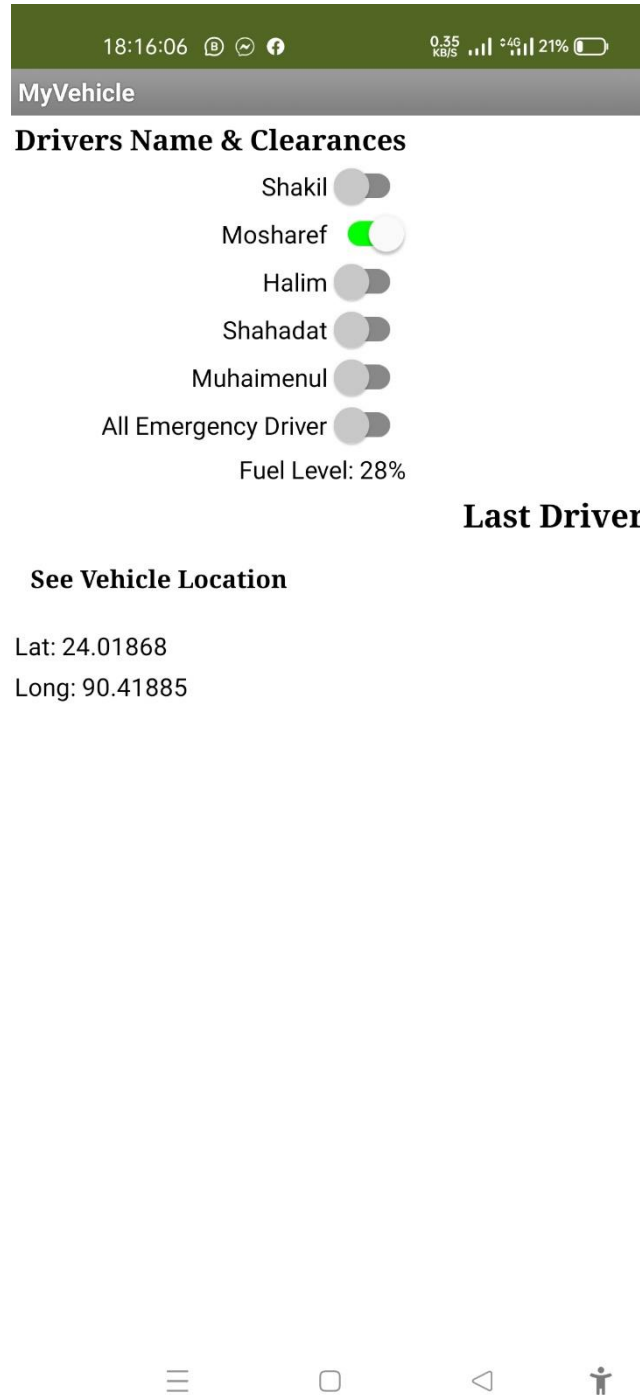 18:16:06 0.35 KB/S 4G 21%
MyVehicle
Drivers Name & Clearances
Shakil
Mosharef
Halim
Shahadat
Muhaimenul
All Emergency Driver
Fuel Level: 28%
Last Driver
See Vehicle Location
Lat: 24.01868
Long: 90.41885